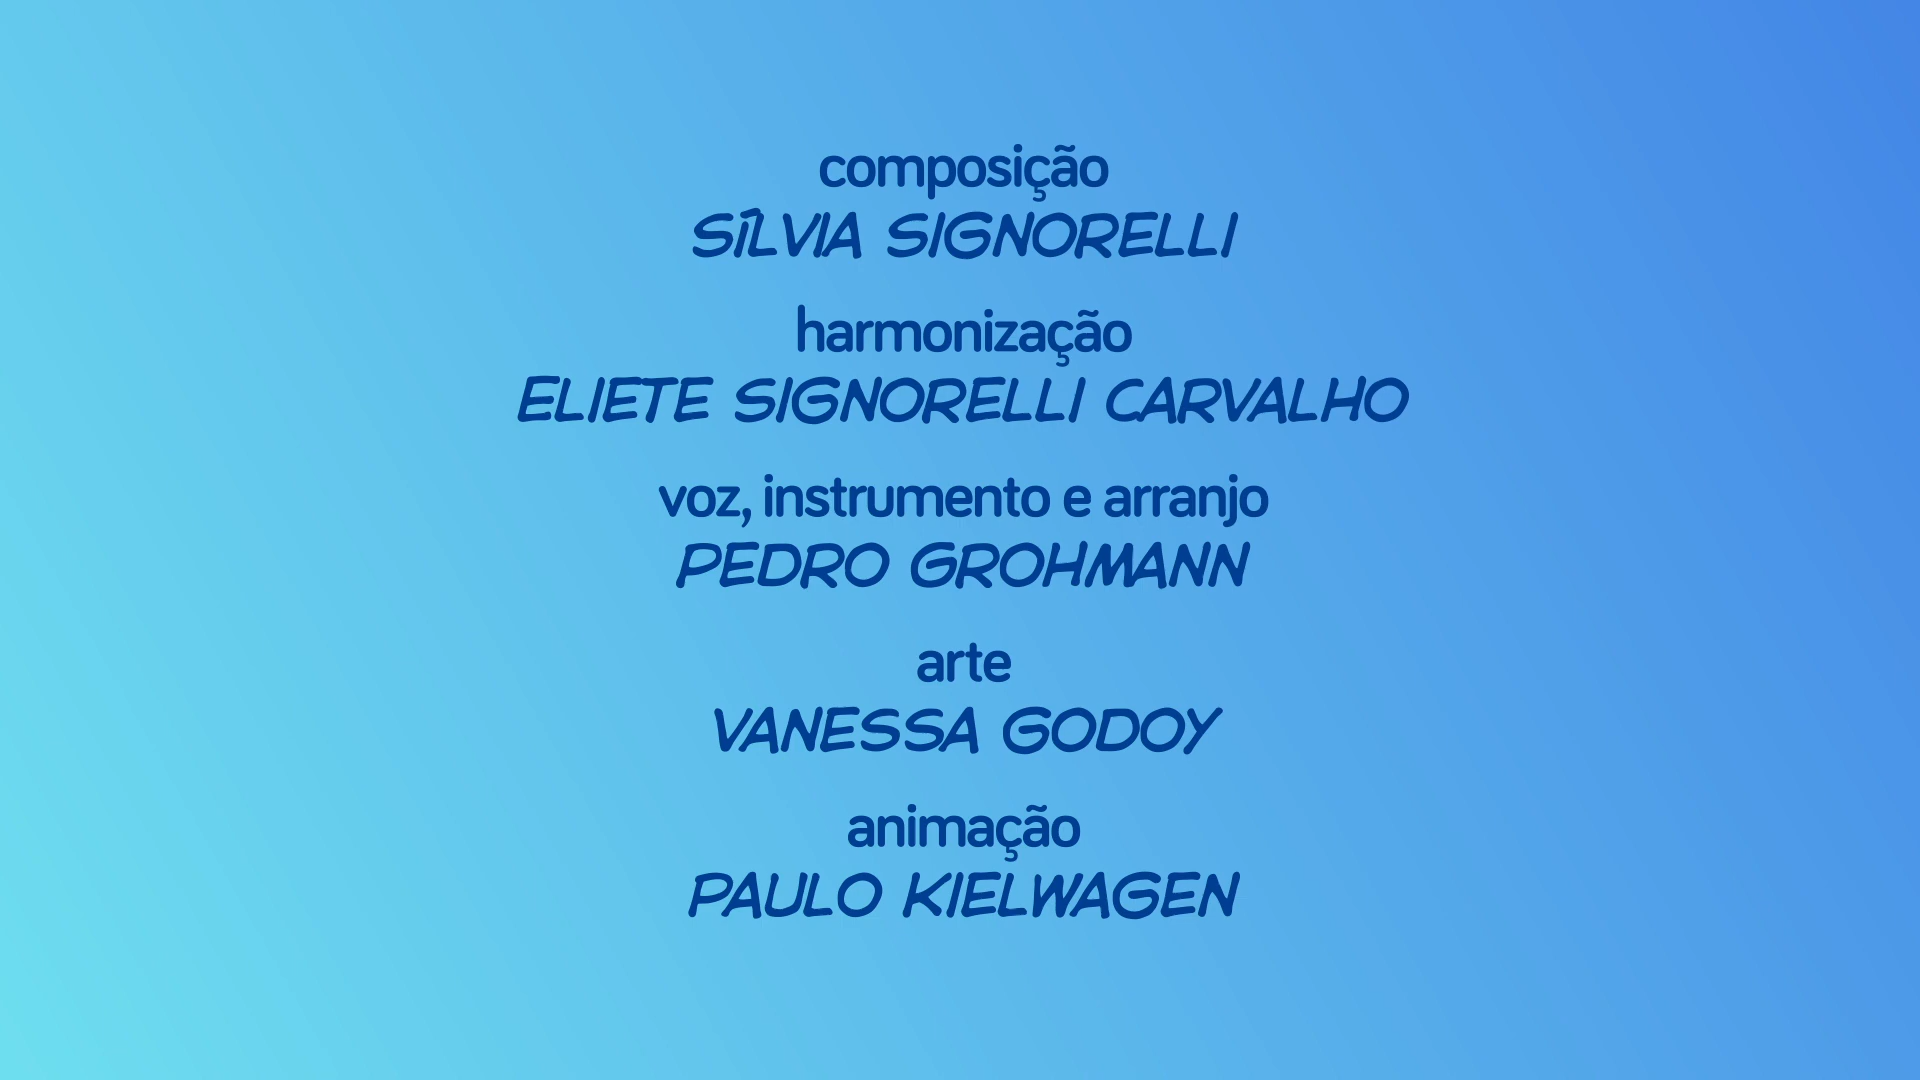 composição
SÍLVIA SIGNORELLI
harmonização
ELIETE SIGNORELLI CARVALHO
voz, instrumento e arranjo
PEDRO GROHMANN
arte
VANESSA GODOY
animação
PAULO KIELWAGEN